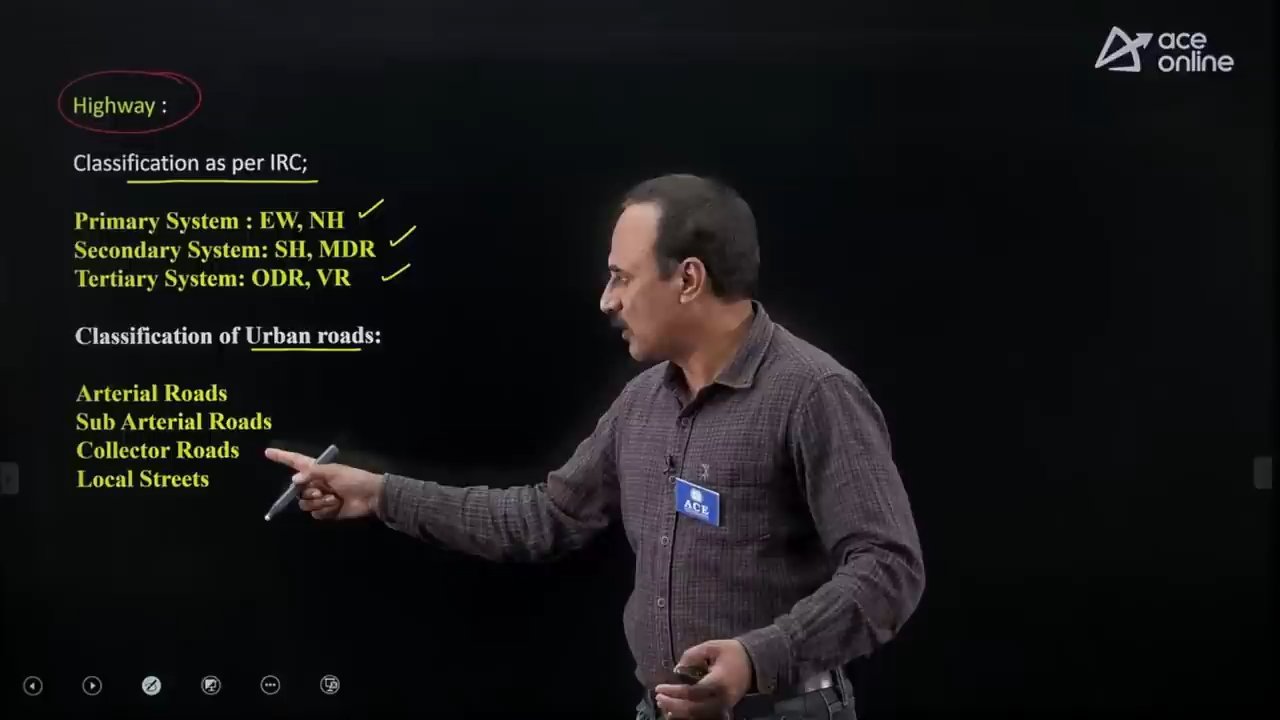 ace
online
Highway :
Classification as per IRC;
Primary System : EW, NH
Secondary System: SH, MDR
Tertiary System: ODR, VR
Classification of Urban roads:
Arterial Roads
Sub Arterial Roads
Collector Roads
Local Streets
ACE